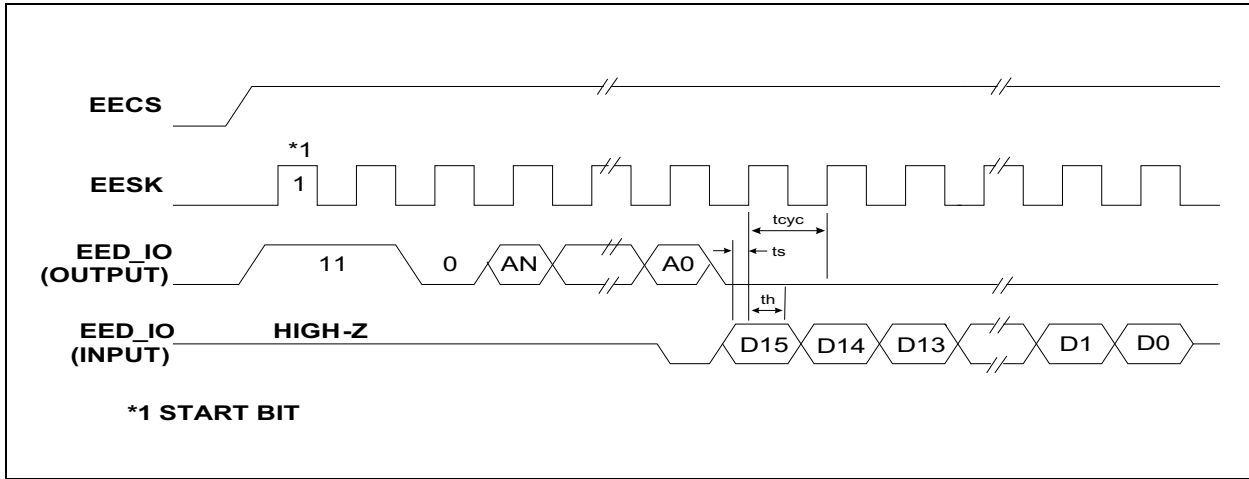 EECS
*1
EESK
1
tcyc
ts
EED_IO
(OUTPUT)
11
0
AN
A0
th
EED_IO
(INPUT)
HIGH-Z
D15
D14
D13
D1
D0
*1 START BIT